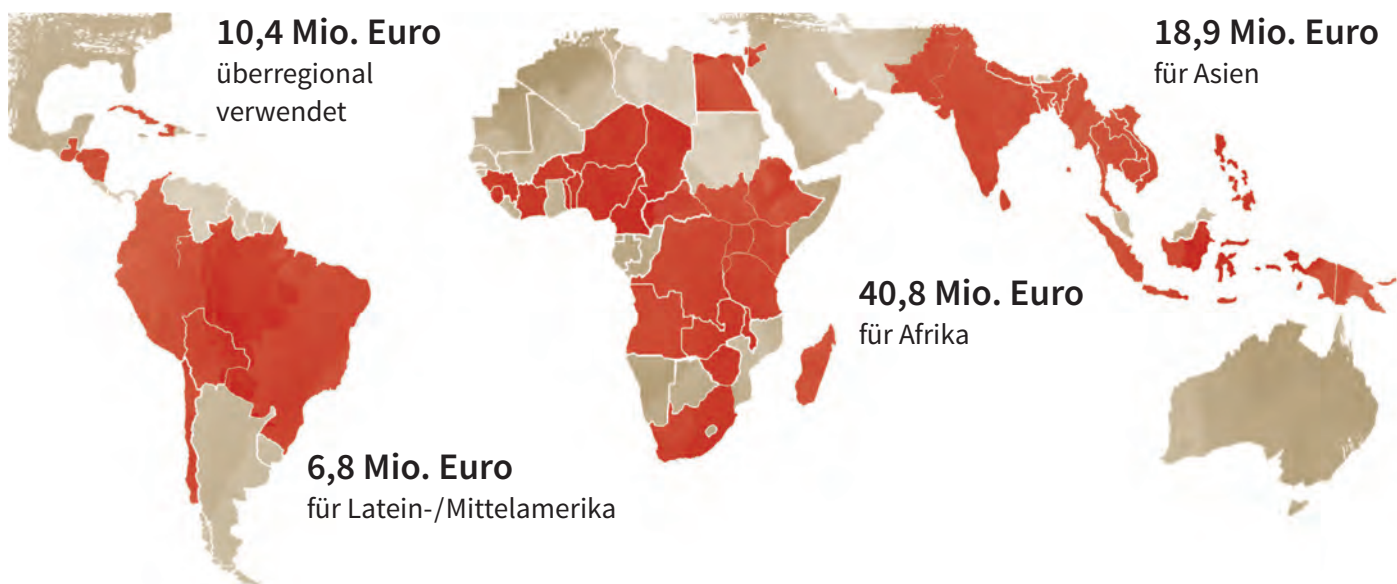 10,4 Mio. Euro
überregional
verwendet
18,9 Mio. Euro
für Asien
40,8 Mio. Euro
für Afrika
6,8 Mio. Euro
für Latein-/Mittelamerika